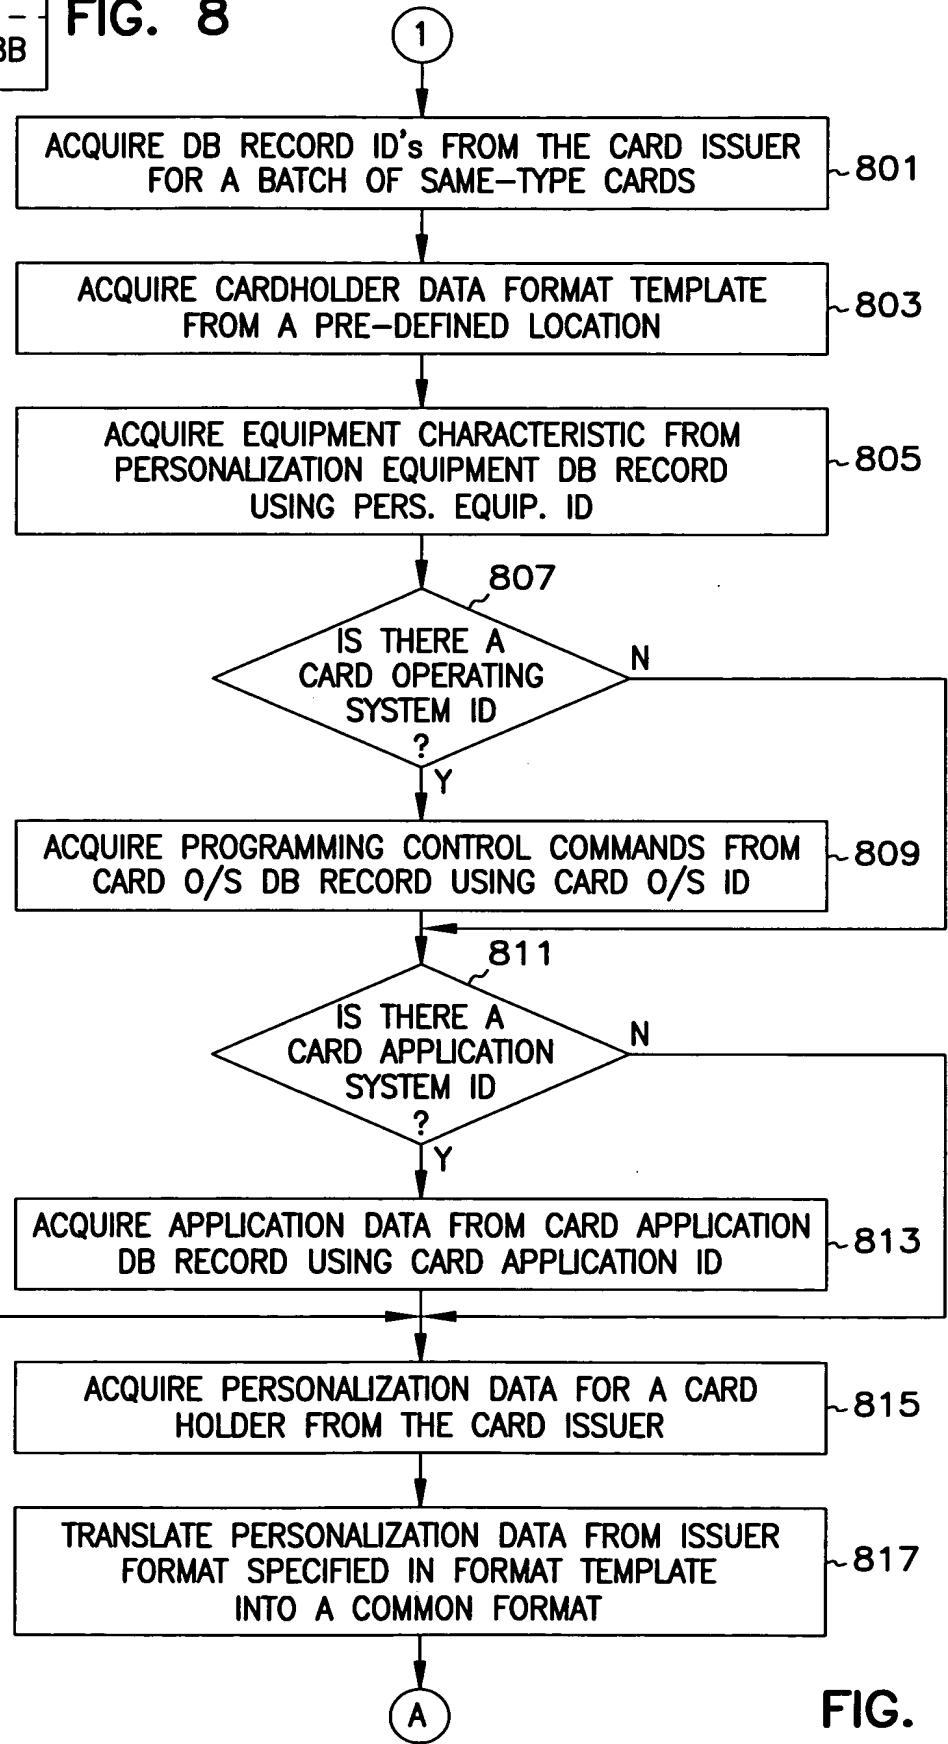 FIG. 8
BB
1
ACQUIRE DB RECORD ID's FROM THE CARD ISSUER
FOR A BATCH OF SAME-TYPE CARDS
801
ACQUIRE CARDHOLDER DATA FORMAT TEMPLATE
FROM A PRE-DEFINED LOCATION
803
ACQUIRE EQUIPMENT CHARACTERISTIC FROM
PERSONALIZATION EQUIPMENT DB RECORD
USING PERS. EQUIP. ID
805
807
IS THERE A
CARD OPERATING
SYSTEM ID
?
N
Y
ACQUIRE PROGRAMMING CONTROL COMMANDS FROM
CARD O/S DB RECORD USING CARD O/S ID
809
811
IS THERE A
CARD APPLICATION
SYSTEM ID
?
N
Y
ACQUIRE APPLICATION DATA FROM CARD APPLICATION
DB RECORD USING CARD APPLICATION ID
813
ACQUIRE PERSONALIZATION DATA FOR A CARD
HOLDER FROM THE CARD ISSUER
815
TRANSLATE PERSONALIZATION DATA FROM ISSUER
FORMAT SPECIFIED IN FORMAT TEMPLATE
INTO A COMMON FORMAT
817
A
FIG.